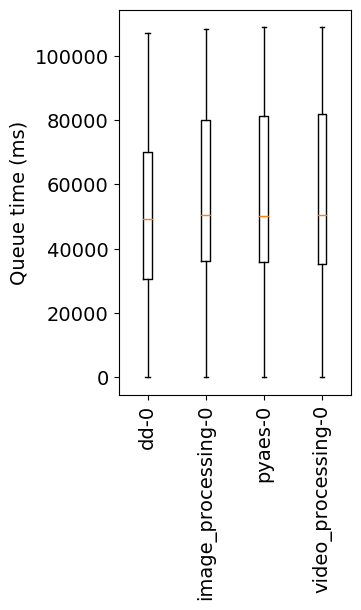 Queue time (ms)
100000
80000
60000
40000
20000
0
dd-0
image_processing-0
pyaes-0
video_processing-0